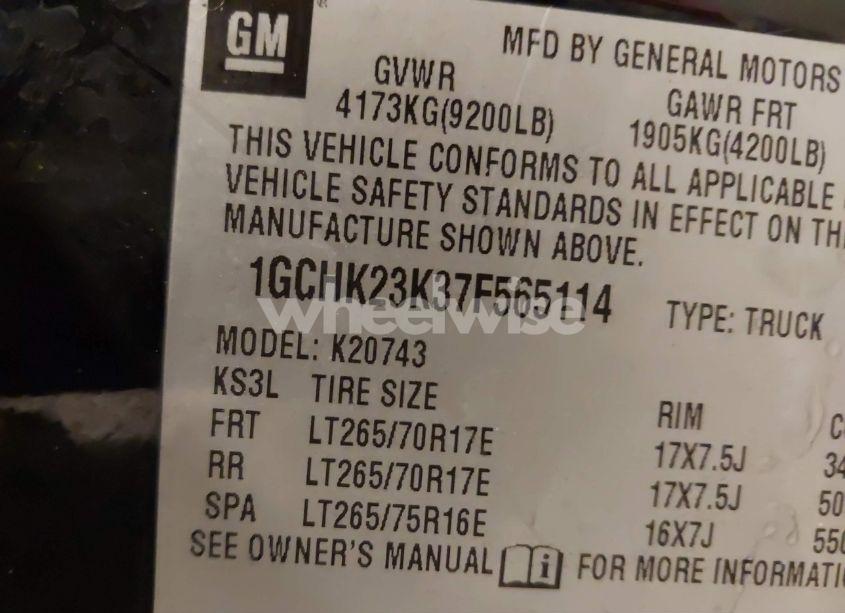 GM
MFD BY GENERAL MOTORS
GVWR
GAWR FRT
4173KG(9200LB)
1905KG(4200LB)
THIS VEHICLE CONFORMS TO ALL APPLICABLE
VEHICLE SAFETY STANDARDS IN EFFECT ON THE
MANUFACTURE SHOWN ABOVE.
1GCHK23K37F565114
TYPE: TRUCK
wheelwise
MODEL: K20743
KS3L TIRE SIZE RIM
FRT LT265/70R17E 17X7.5J
RR LT265/70R17E 17X7.5J
SPA LT265/75R16E 16X7J
SEE OWNER'S MANUAL i FOR MORE INFORMATIO